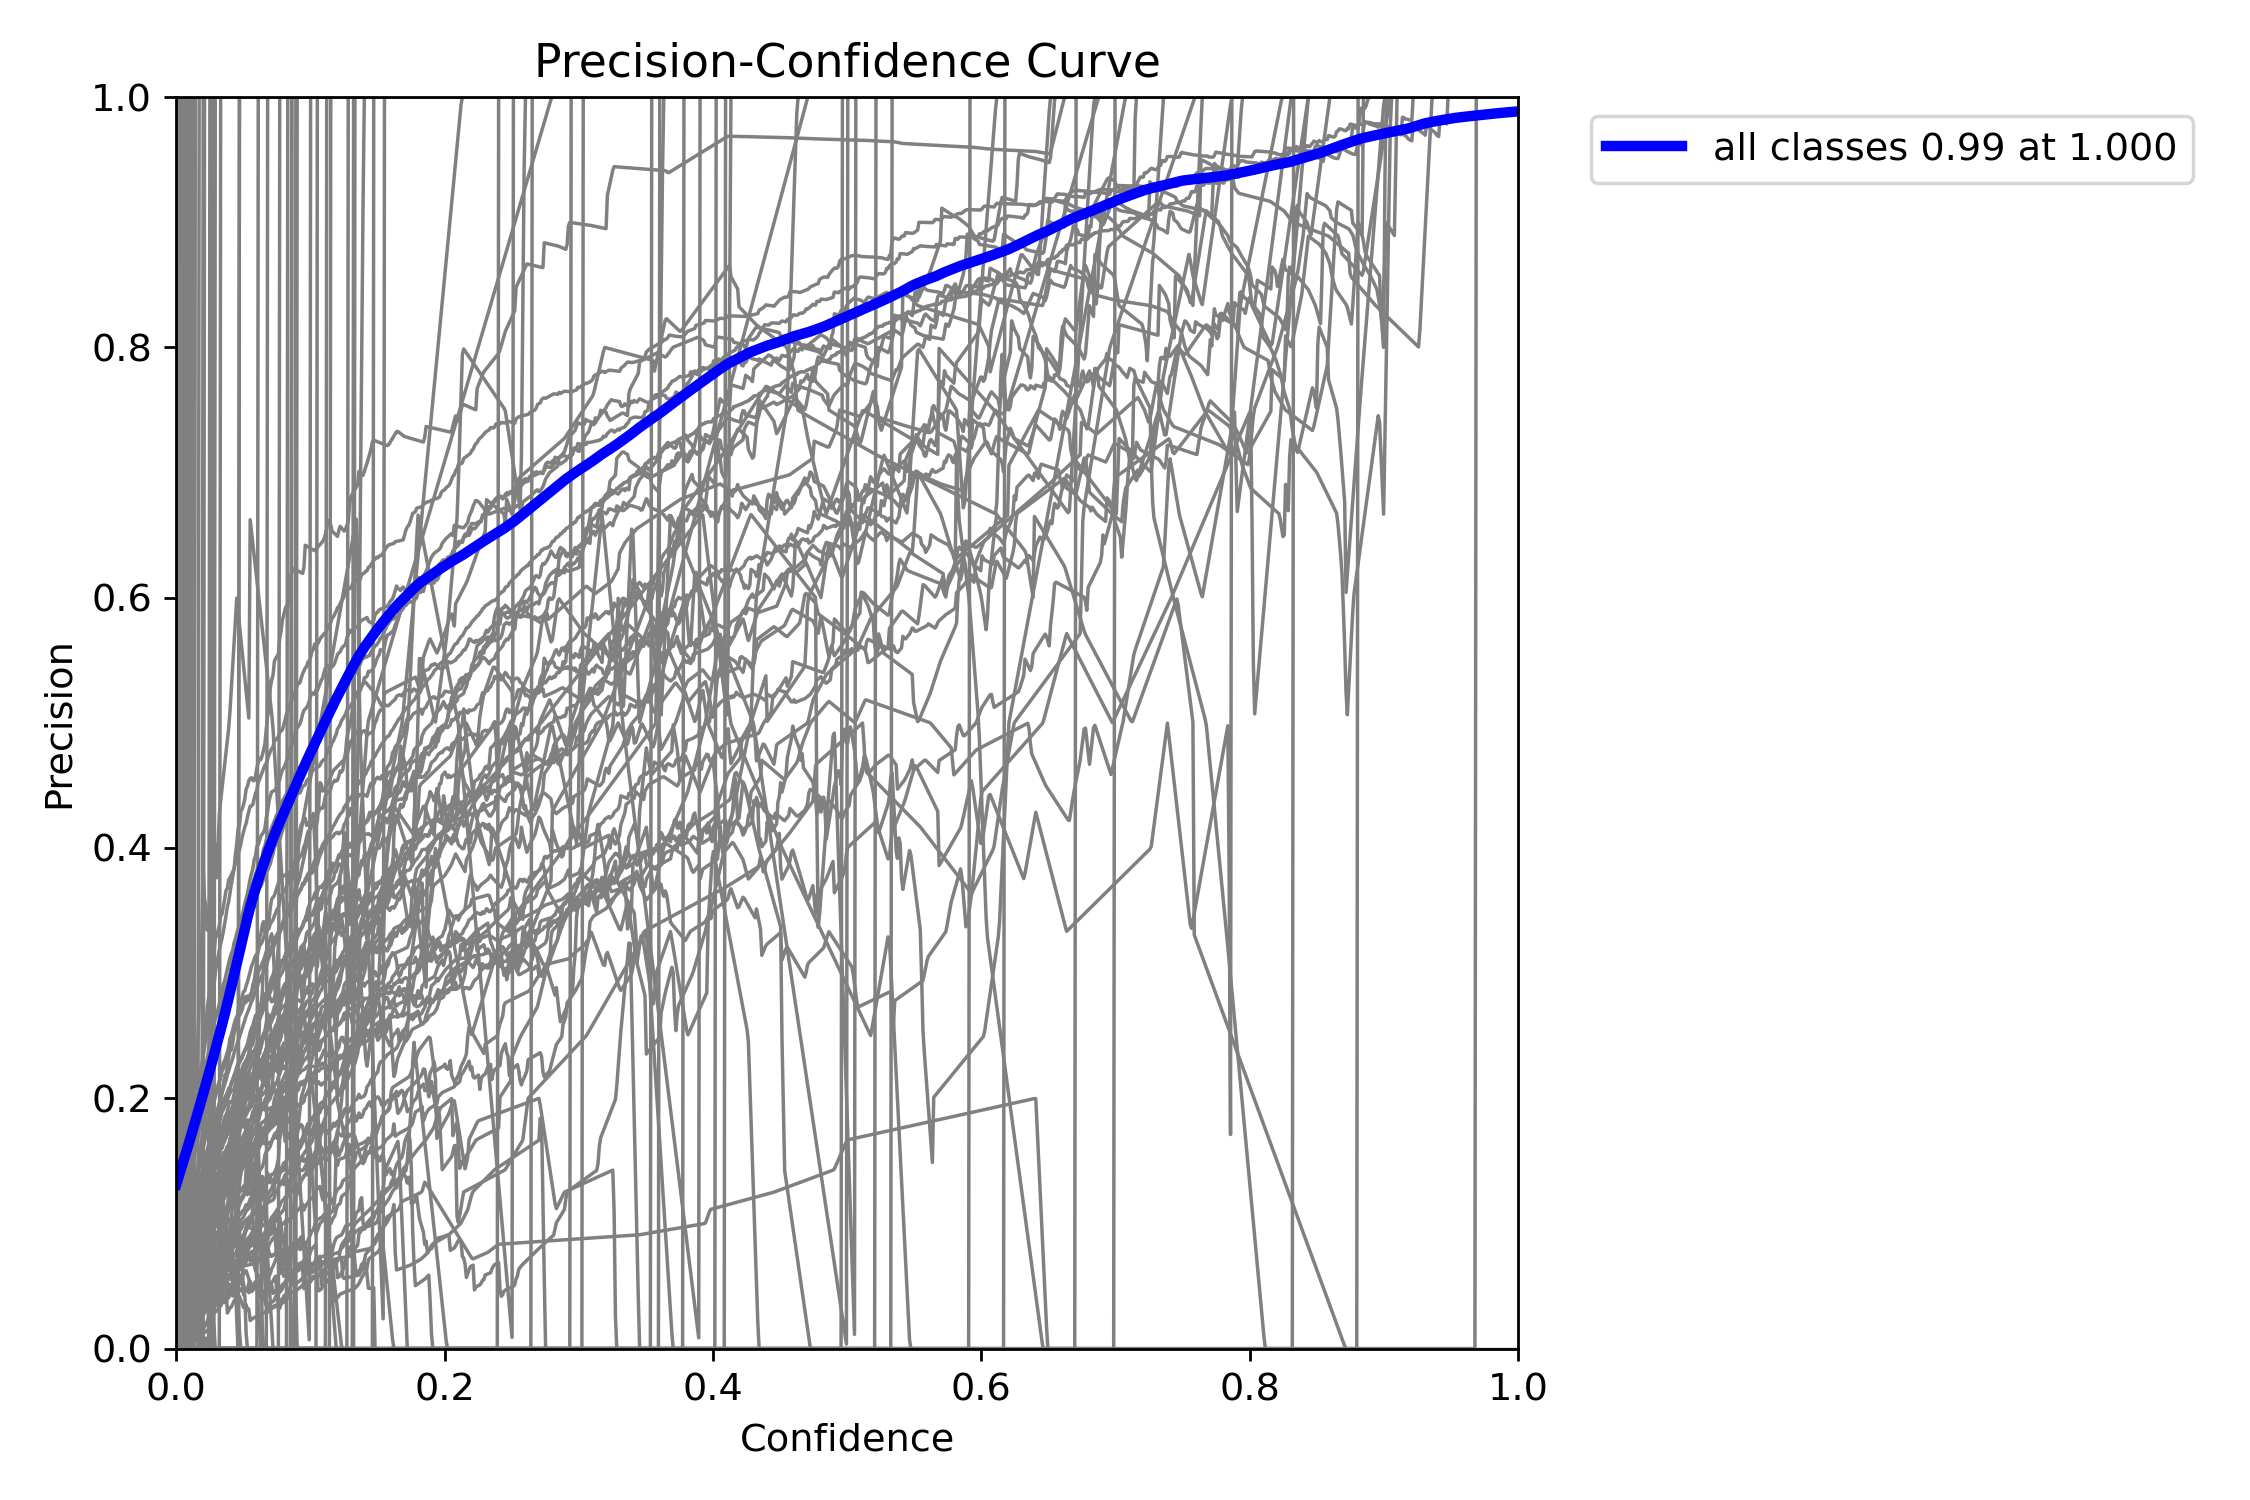 Precision-Confidence Curve
all classes 0.99 at 1.000
Precision
1.0
0.8
0.6
0.4
0.2
0.0
0.0 0.2 0.4 0.6 0.8 1.0
Confidence